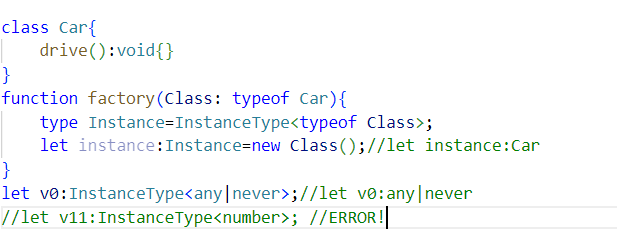 class Car{
    drive():void{}
}
function factory(Class: typeof Car){
    type Instance=InstanceType<typeof Class>;
    let instance:Instance=new Class();//let instance:Car
}
let v0:InstanceType<any|never>;//let v0:any|never
//let v11:InstanceType<number>; //ERROR!